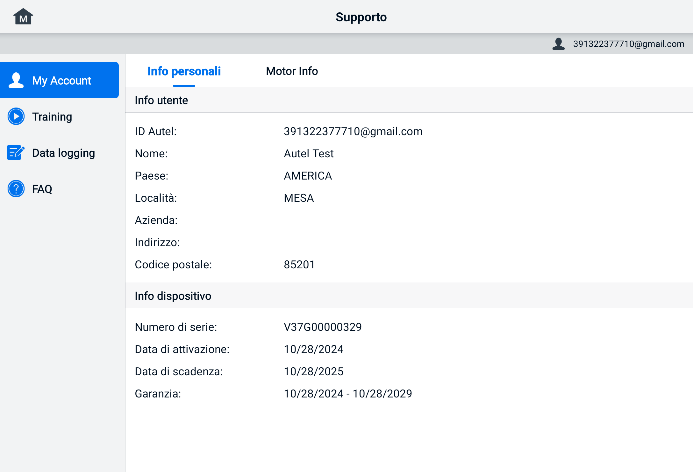 M
Supporto
391322377710@gmail.com
My Account
Training
Data logging
? FAQ
Info personali Motor Info
Info utente
ID Autel: 391322377710@gmail.com
Nome: Autel Test
Paese: AMERICA
Località: MESA
Azienda:
Indirizzo:
Codice postale: 85201
Info dispositivo
Numero di serie: V37G00000329
Data di attivazione: 10/28/2024
Data di scadenza: 10/28/2025
Garanzia: 10/28/2024 - 10/28/2029